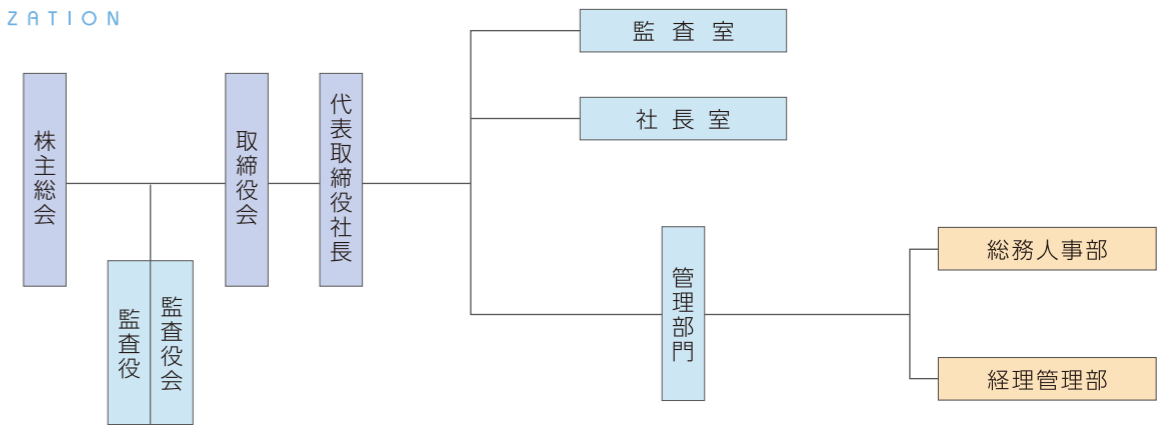 ZATION
株主総会
監査役
監査役会
取締役会
代表取締役社長
監査室
社長室
管理部門
総務人事部
経理管理部